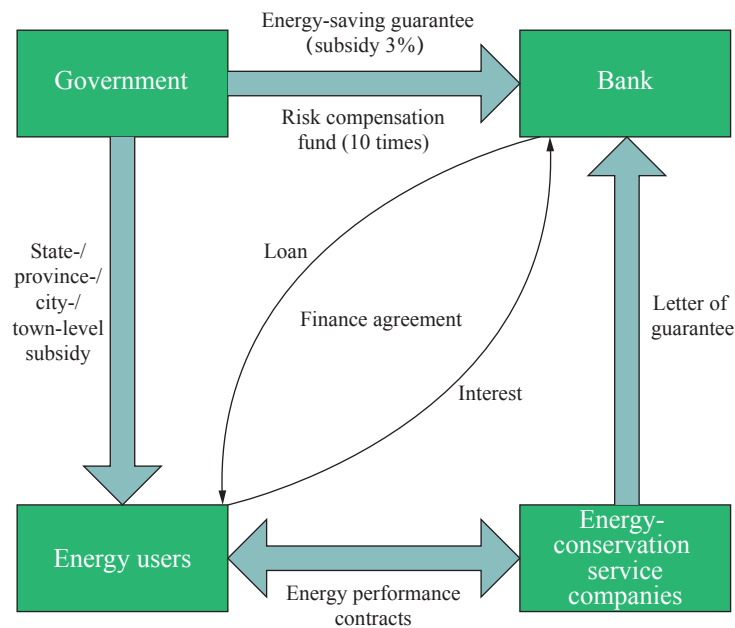 Energy-saving guarantee
(subsidy 3%)
Government
Bank
Risk compensation
fund (10 times)
State-/
province-/
city-/
town-level
subsidy
Loan
Finance agreement
Interest
Letter of
guarantee
Energy users
Energy performance
contracts
Energy-
conservation
service
companies